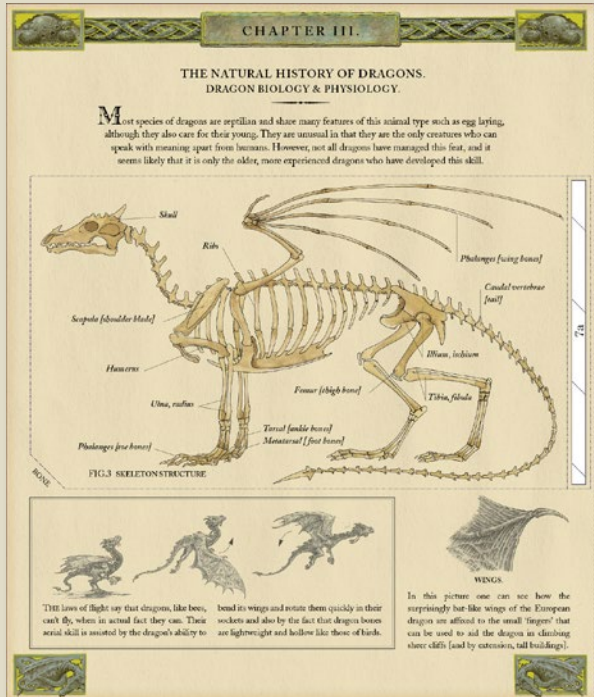 CHAPTER III.
THE NATURAL HISTORY OF DRAGONS.
DRAGON BIOLOGY & PHYSIOLOGY.
Most species of dragons are reptilian and share many features of this animal type such as egg laying,
although they also care for their young. They are unusual in that they are the only creatures who can
speak with meaning apart from humans. However, not all dragons have managed this feat, and it
seems likely that it is only the older, more experienced dragons who have developed this skill.
Skull
Ribs
Phalanges [wing bones]
Caudal vertebrae
[tail]
7a
Scapula [shoulder blade]
Humerus
Illium, ischium
Femur [thigh bone]
Ulna, radius
Tibia, fibula
Tarsal [ankle bones]
Metatarsal [foot bones]
Phalanges [toe bones]
FIG.3 SKELETON STRUCTURE
BONE
THE laws of flight say that dragons, like bees,
can't fly, when in actual fact they can. Their
aerial skill is assisted by the dragon's ability to
bend its wings and rotate them quickly in their
sockets and also by the fact that dragon bones
are lightweight and hollow like those of birds.
WINGS.
In this picture one can see how the
surprisingly bat-like wings of the European
dragon are affixed to the small 'fingers' that
can be used to aid the dragon in climbing
sheer cliffs [and by extension, tall buildings].